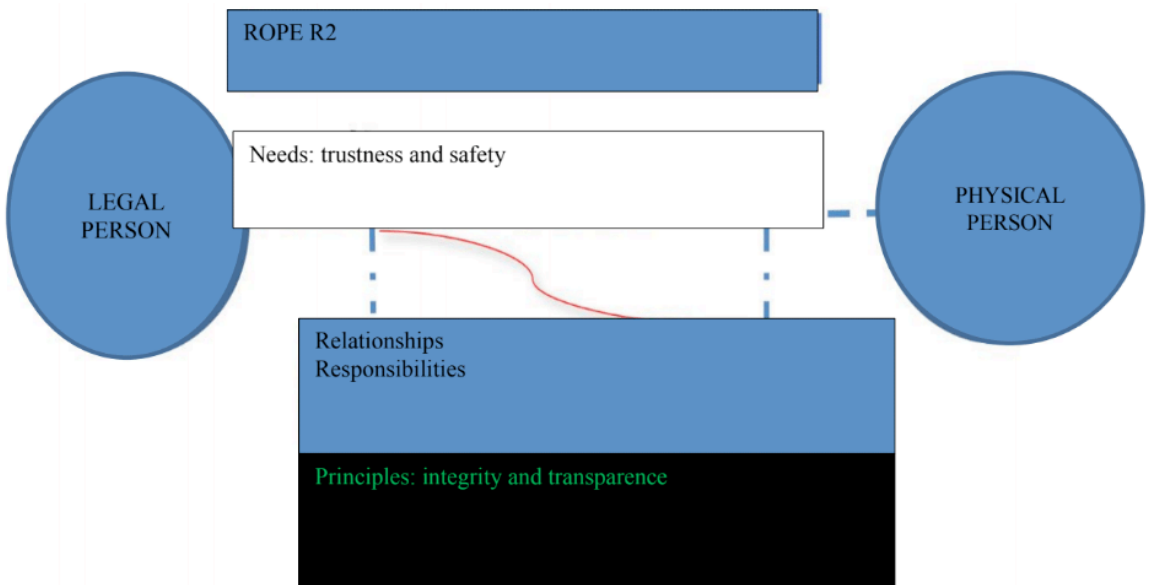 ROPE R2
Needs: trustness and safety
LEGAL
PERSON
PHYSICAL
PERSON
Relationships
Responsibilities
Principles: integrity and transparence